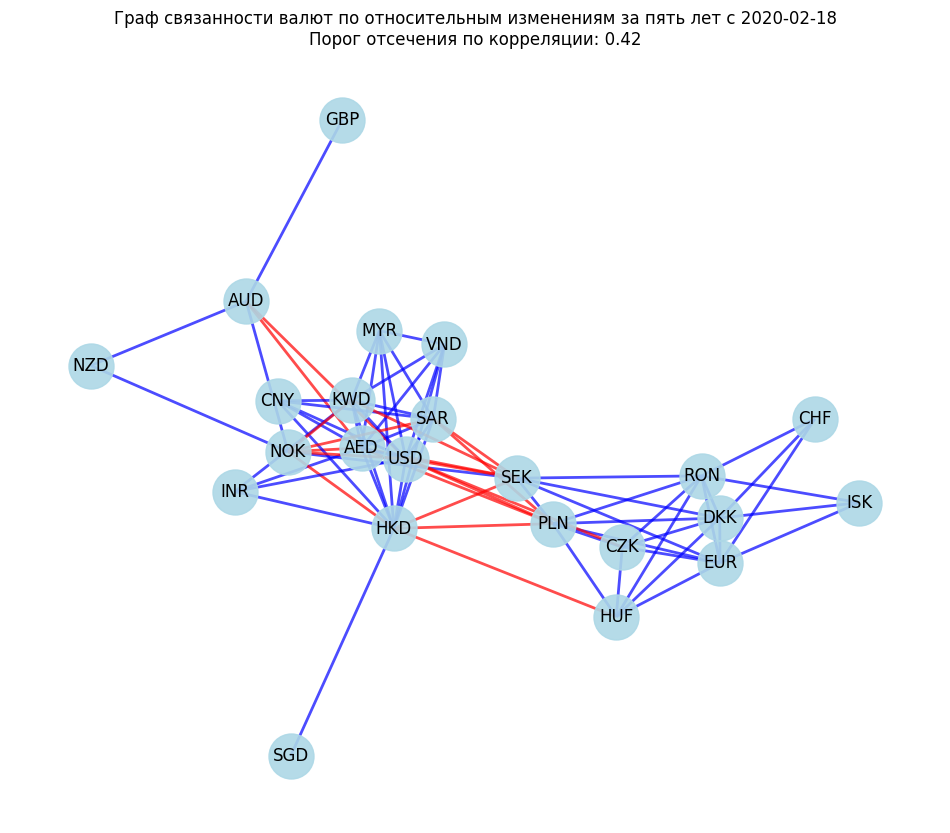 Граф связанности валют по относительным изменениям за пять лет с 2020-02-18
Порог отсечения по корреляции: 0.42
GBP
AUD
MYR
VND
NZD
CNY
KWD
SAR
CHF
NOK
AED
USD
SEK
RON
INR
ISK
HKD
PLN
DKK
CZK
EUR
HUF
SGD